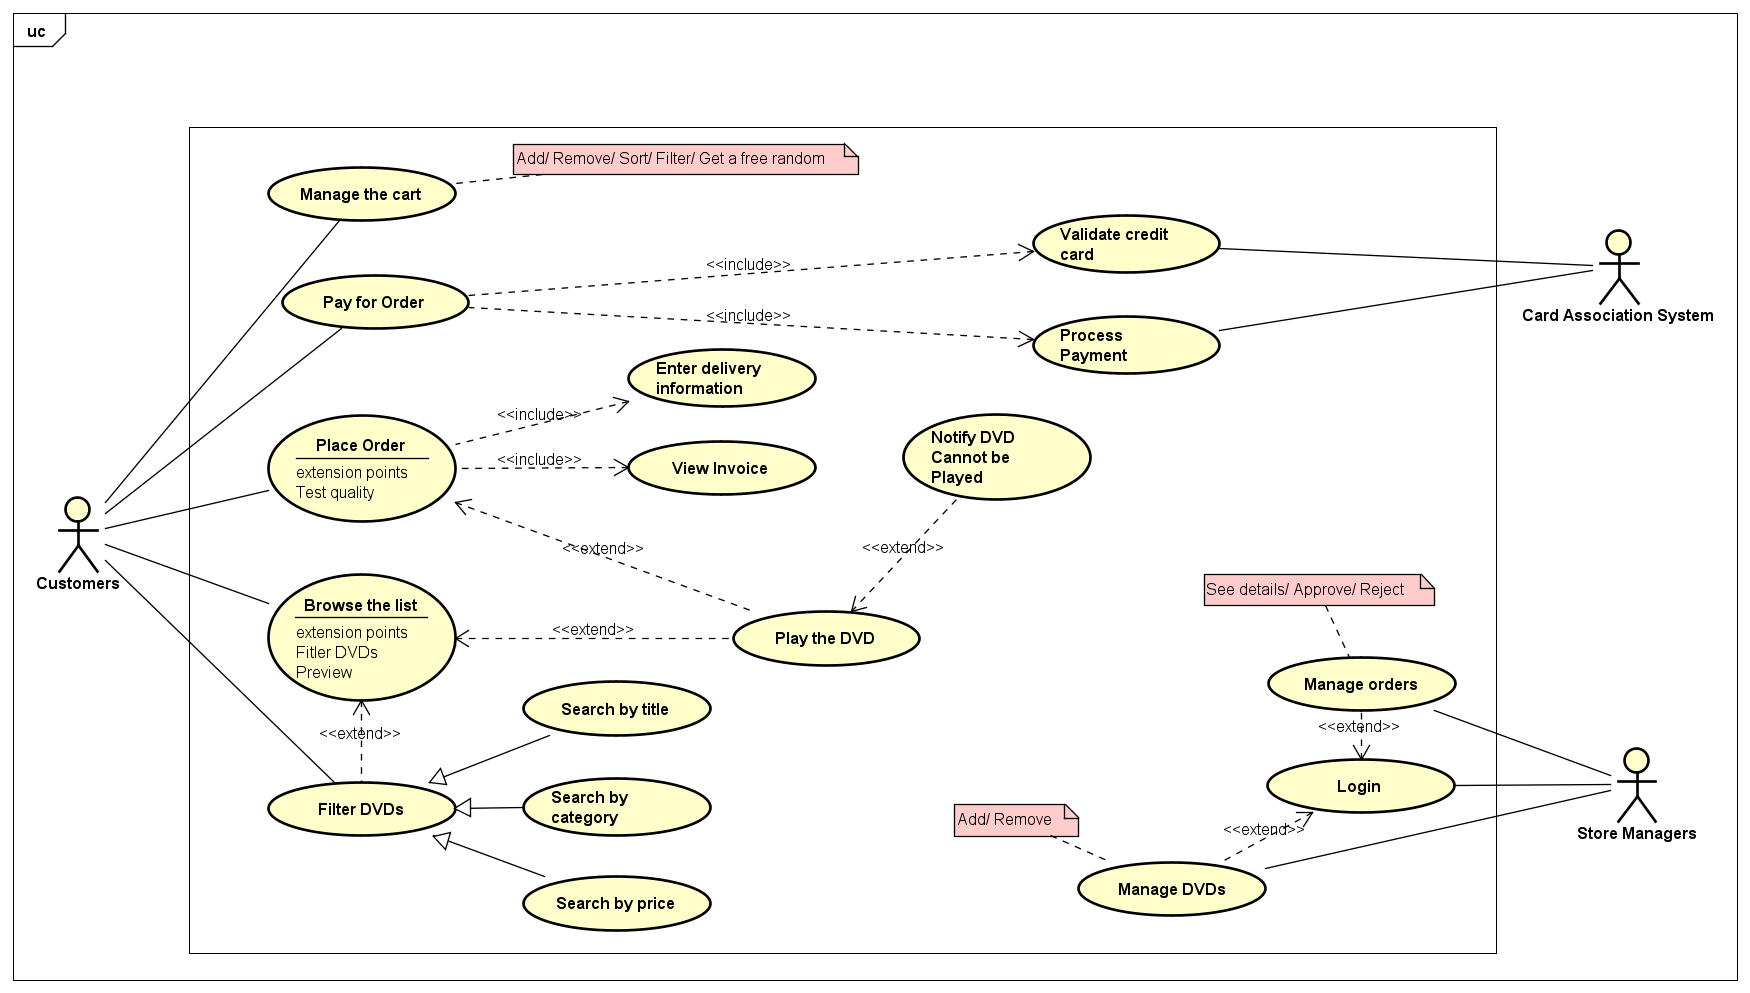 uc
Add/ Remove/ Sort/ Filter/ Get a free random
Manage the cart
Validate credit
card
<<include>>
Pay for Order
<<include>>
Card Association System
Process
Payment
Enter delivery
information
<<include>>
Place Order
extension points
Test quality
<<include>>
View Invoice
Notify DVD
Cannot be
Played
<<extend>>
<<extend>>
Customers
See details/ Approve/ Reject
Browse the list
extension points
Fitler DVDs
Preview
<<extend>>
Play the DVD
Manage orders
Search by title
<<extend>>
<<extend>>
Login
Filter DVDs
Search by
category
Add/ Remove
<<extend>>
Store Managers
Manage DVDs
Search by price